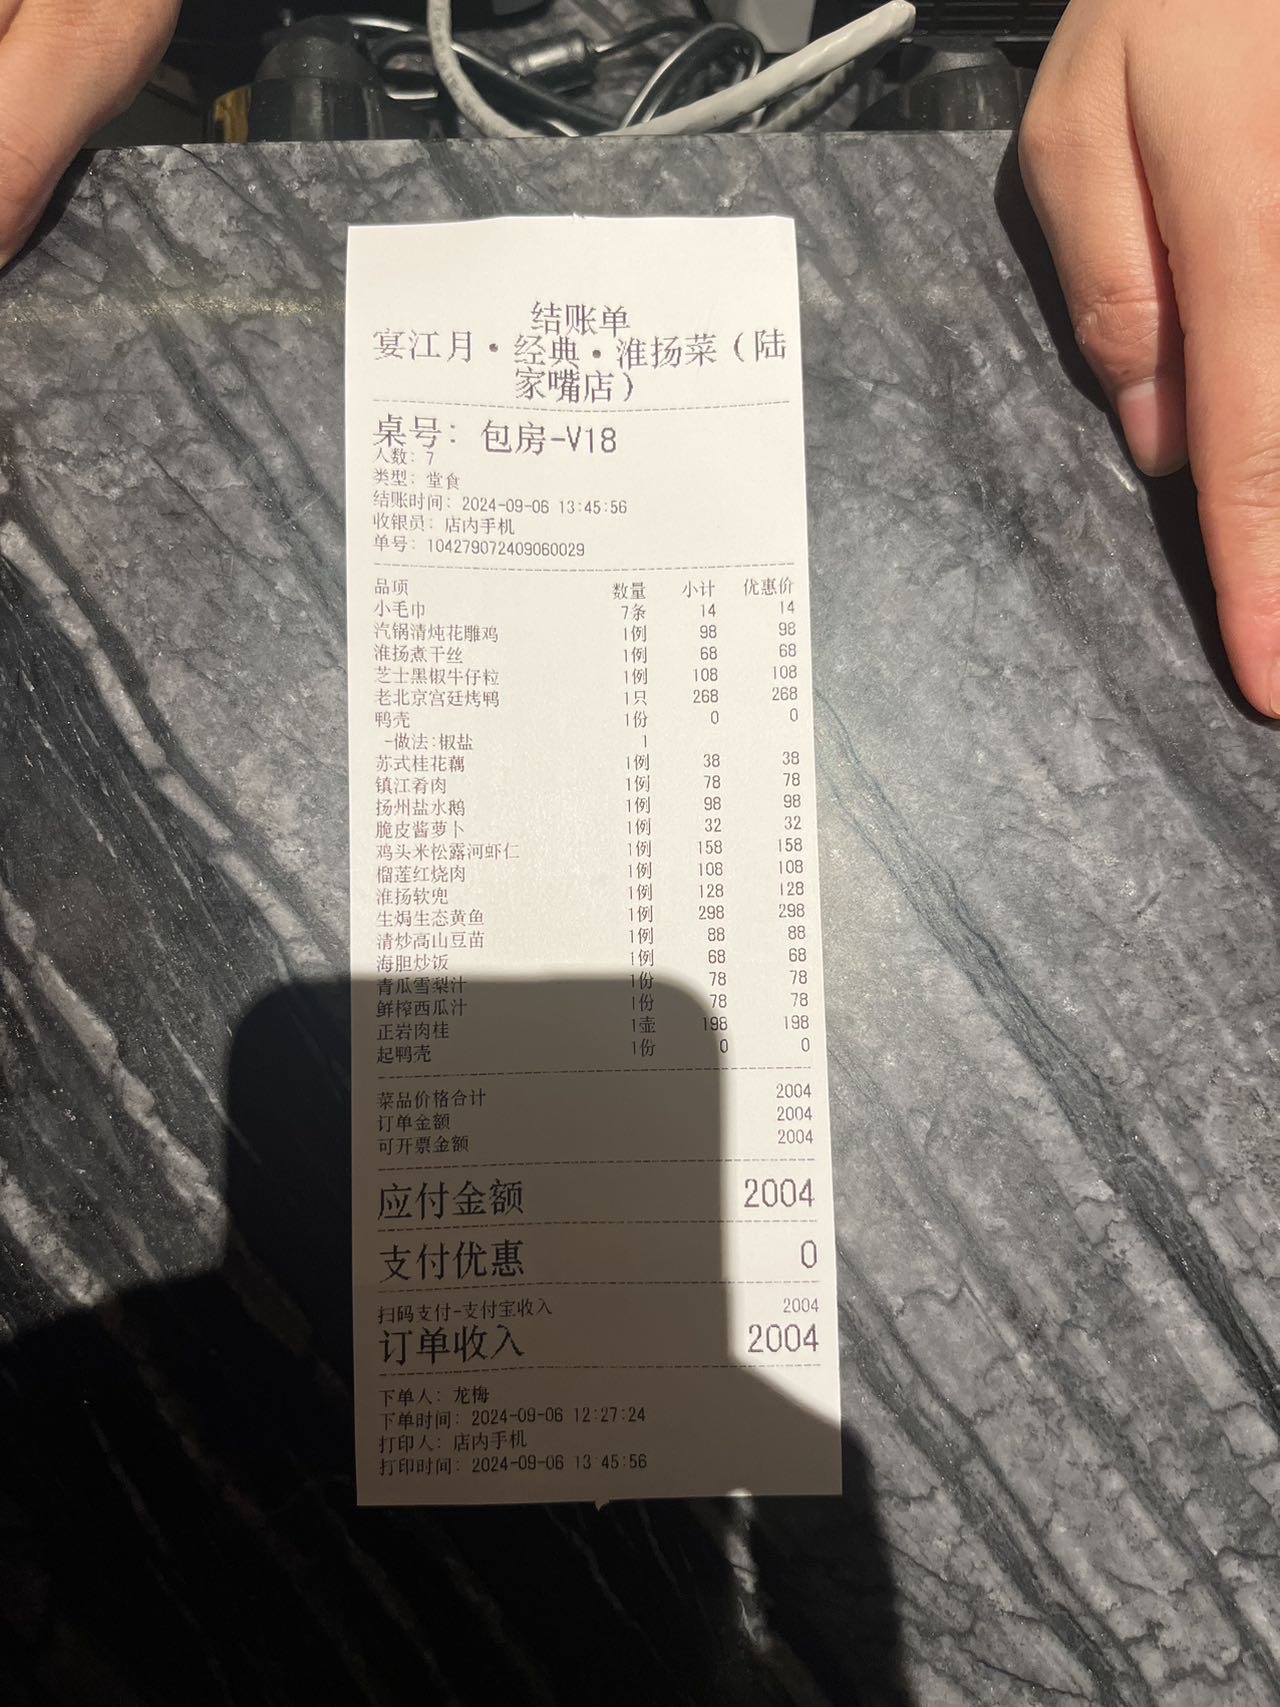 结账单
宴江月·经典·淮扬菜（陆
家嘴店）
桌号: 包房-V18
人数: 7
类型: 堂食
结账时间: 2024-09-06 13:45:56
收银员: 店内手机
单号: 104279072409060029
品项 数量 小计 优惠价
小毛巾 7条 14 14
汽锅清炖花雕鸡 1例 98 98
淮扬煮干丝 1例 68 68
芝士黑椒牛仔粒 1例 108 108
老北京宫廷烤鸭 1只 268 268
鸭壳 1份 0 0
-做法:椒盐 1
苏式桂花藕 1例 38 38
镇江肴肉 1例 78 78
扬州盐水鹅 1例 98 98
脆皮酱萝卜 1例 32 32
鸡头米松露河虾仁 1例 158 158
榴莲红烧肉 1例 108 108
淮扬软兜 1例 128 128
生焗生态黄鱼 1例 298 298
清炒高山豆苗 1例 88 88
海胆炒饭 1例 68 68
青瓜雪梨汁 1份 78 78
鲜榨西瓜汁 1份 78 78
正岩肉桂 1壶 198 198
起鸭壳 1份 0 0
菜品价格合计 2004
订单金额 2004
可开票金额 2004
应付金额 2004
支付优惠 0
扫码支付-支付宝收入 2004
订单收入 2004
下单人: 龙梅
下单时间: 2024-09-06 12:27:24
打印人: 店内手机
打印时间: 2024-09-06 13:45:56